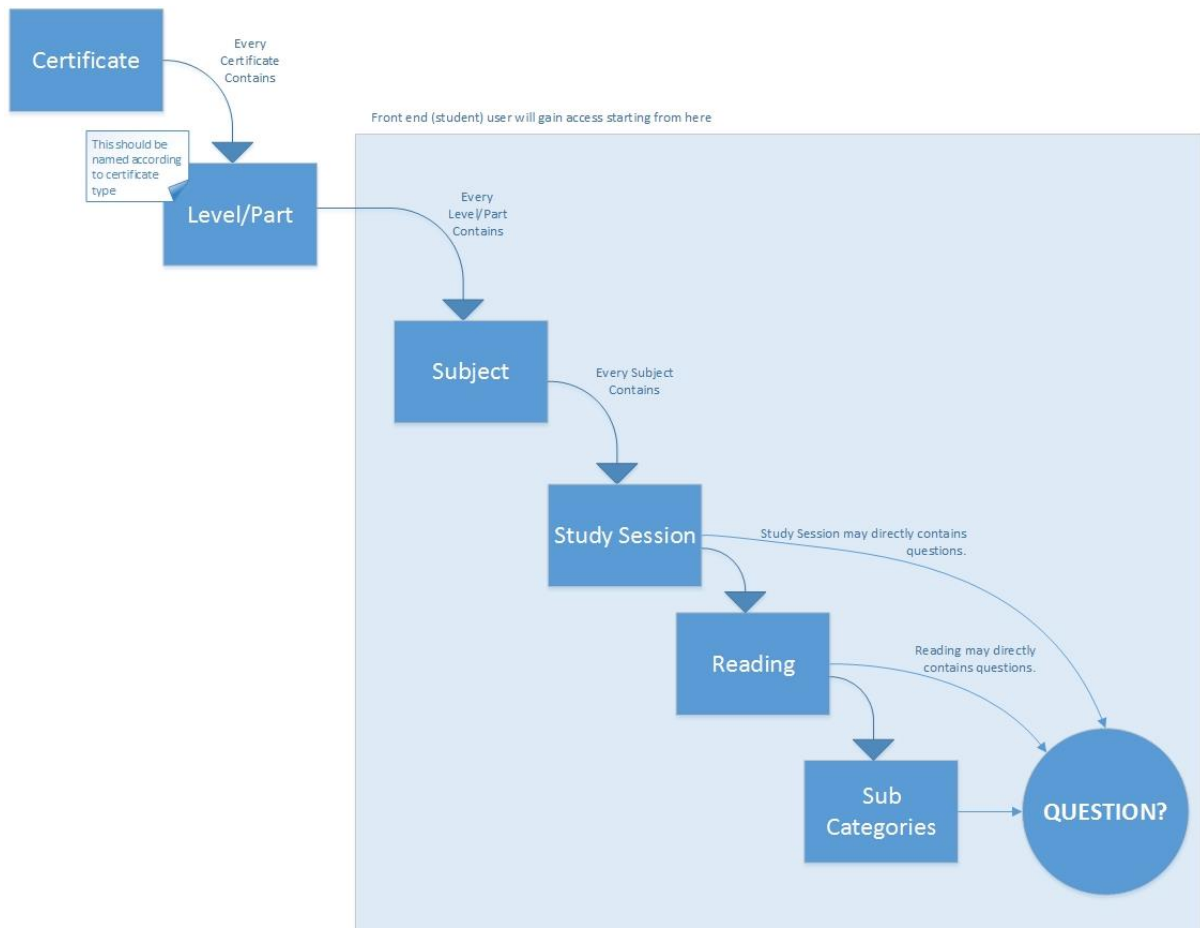 Certificate
Every
Certificate
Contains
Front end (student) user will gain access starting from here
This should be
named according
to certificate
type
Level/Part
Every
Level/Part
Contains
Subject
Every Subject
Contains
Study Session
Study Session may directly contains
questions.
Reading
Reading may directly
contains questions.
Sub
Categories
QUESTION?